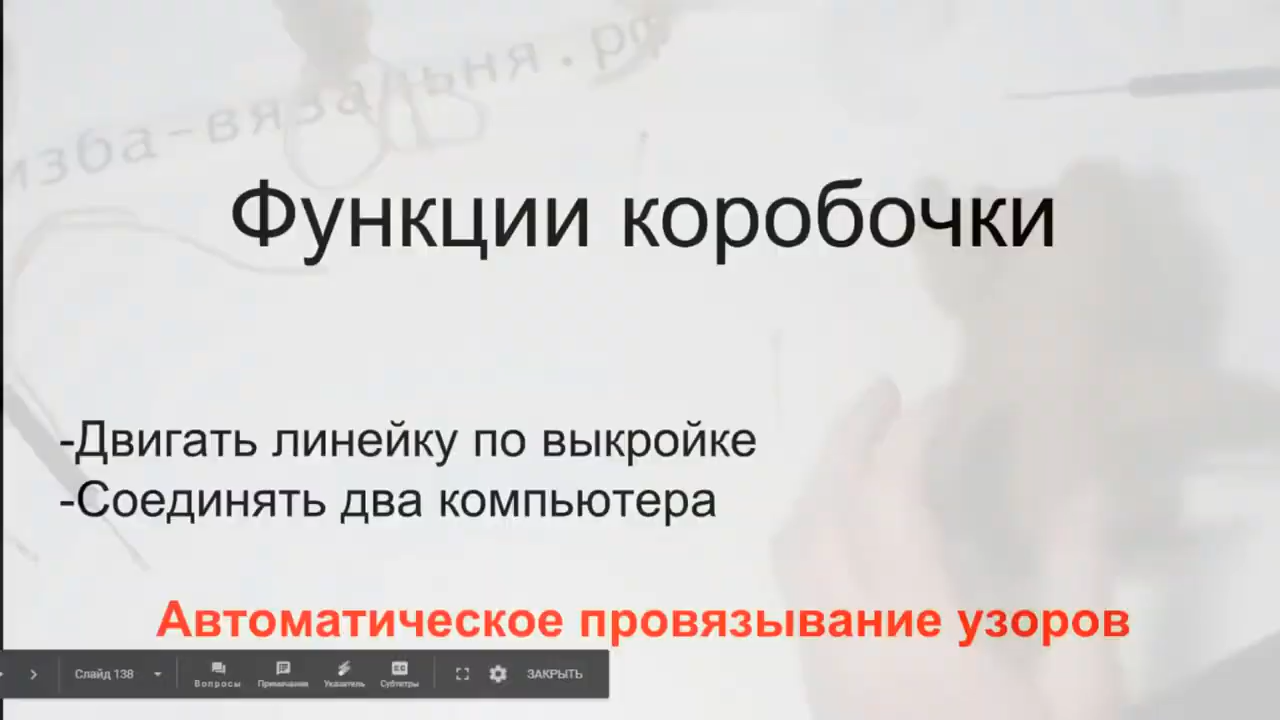 изба-вязальня.рф
Функции коробочки
-Двигать линейку по выкройке
-Соединять два компьютера
Автоматическое провязывание узоров
Слайд 138
Вопросы
Примечания
Указатель
Субтитры
ЗАКРЫТЬ